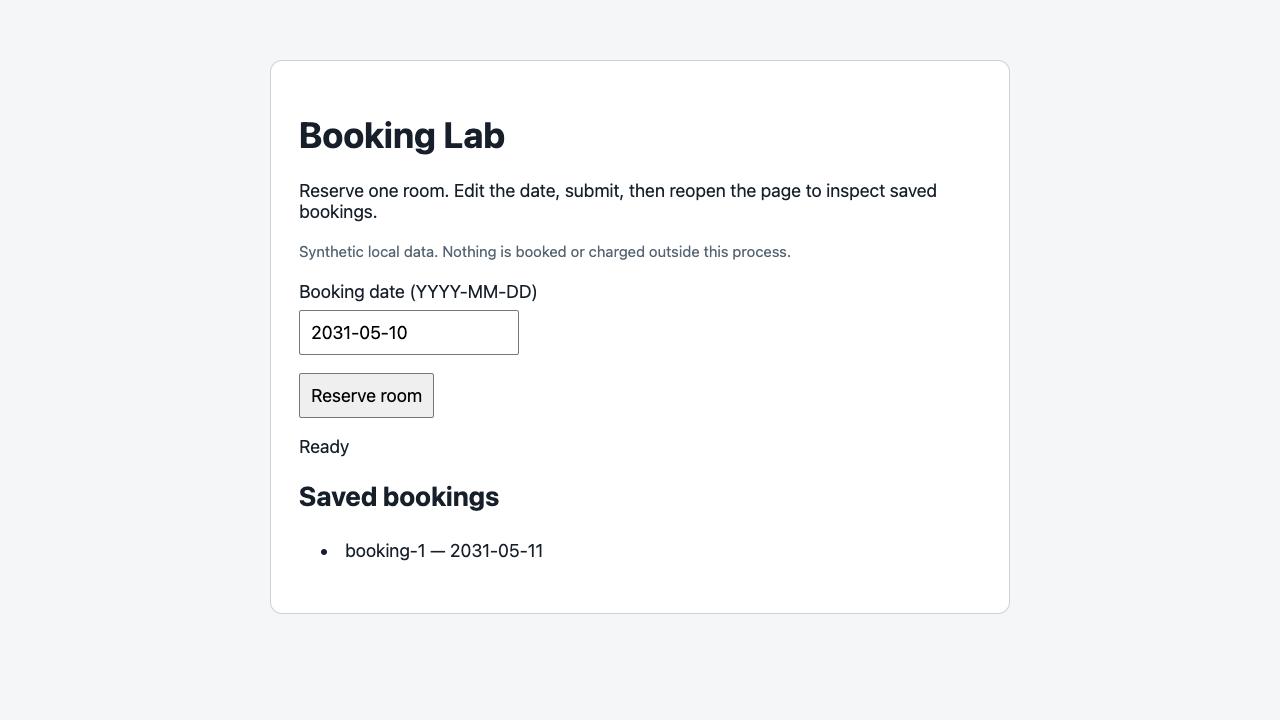 Booking Lab
Reserve one room. Edit the date, submit, then reopen the page to inspect saved
bookings.
Synthetic local data. Nothing is booked or charged outside this process.
Booking date (YYYY-MM-DD)
2031-05-10
Reserve room
Ready
Saved bookings
• booking-1 — 2031-05-11